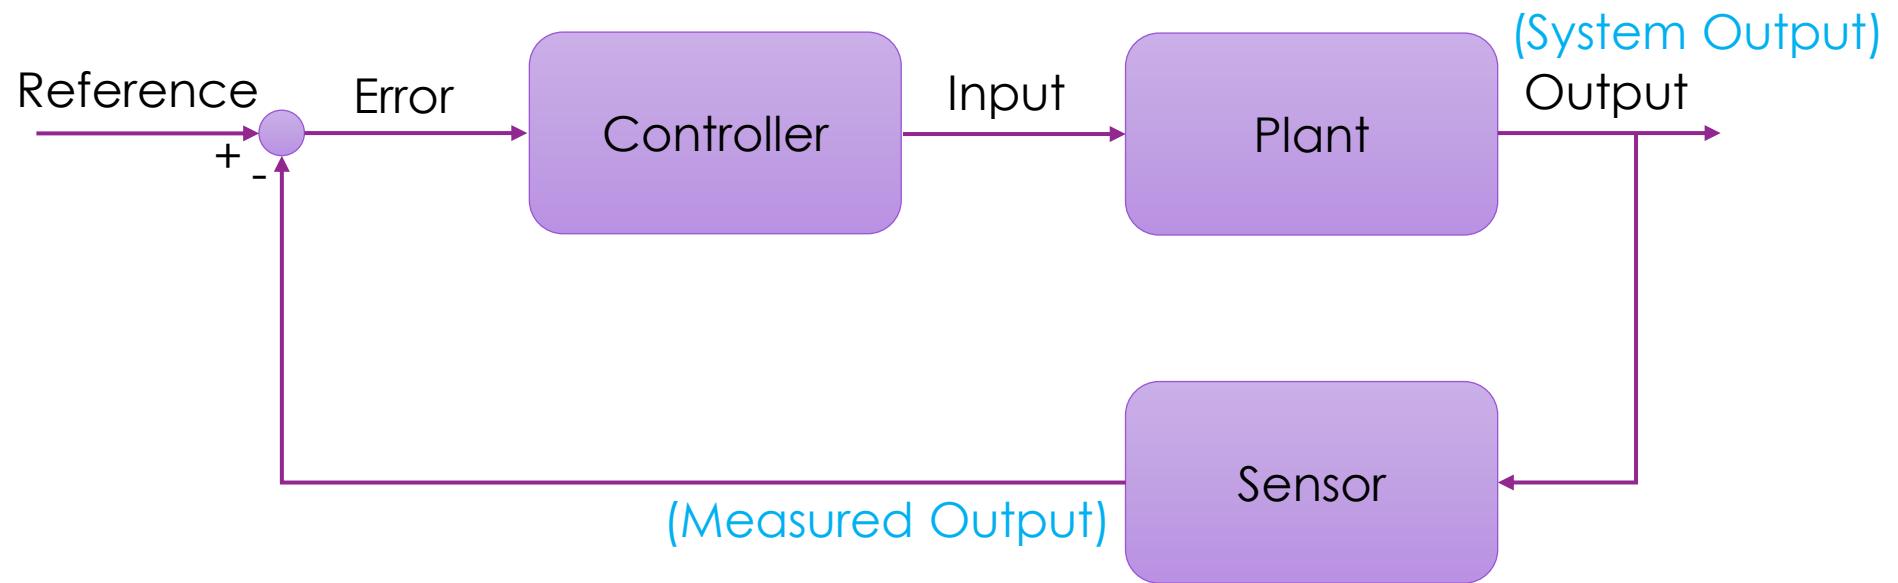 (System Output)
Reference
Error
Controller
Input
Plant
Output
+
-
Sensor
(Measured Output)